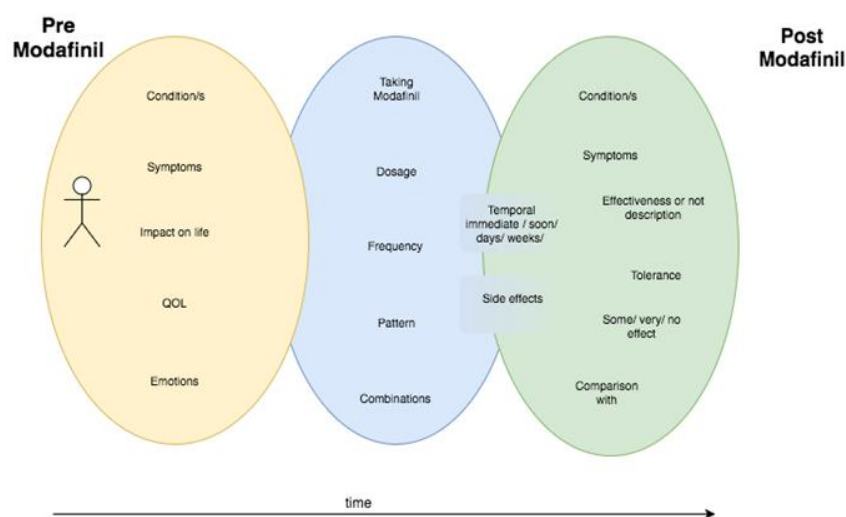 Pre
Modafinil
Post
Modafinil
Condition/s
Symptoms
Impact on life
QOL
Emotions
Taking
Modafinil
Dosage
Frequency
Pattern
Combinations
Temporal
immediate / soon/
days/ weeks/
Side effects
Condition/s
Symptoms
Effectiveness or not
description
Tolerance
Some/ very/ no
effect
Comparison
with
time